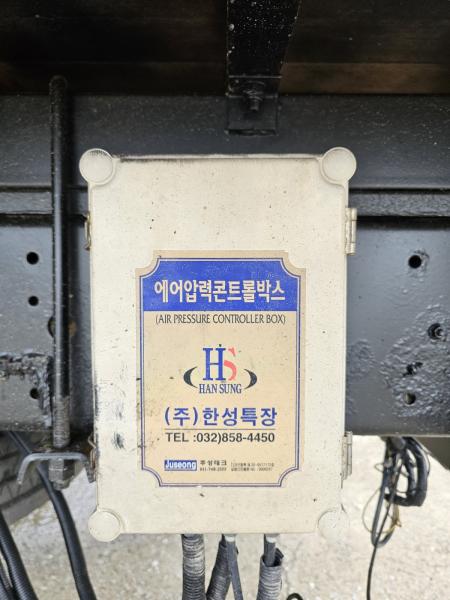 에어압력콘트롤박스
(AIR PRESSURE CONTROLLER BOX)
HS
HAN SUNG
(주)한성특장
TEL :032)858-4450
Juseong 주성테크